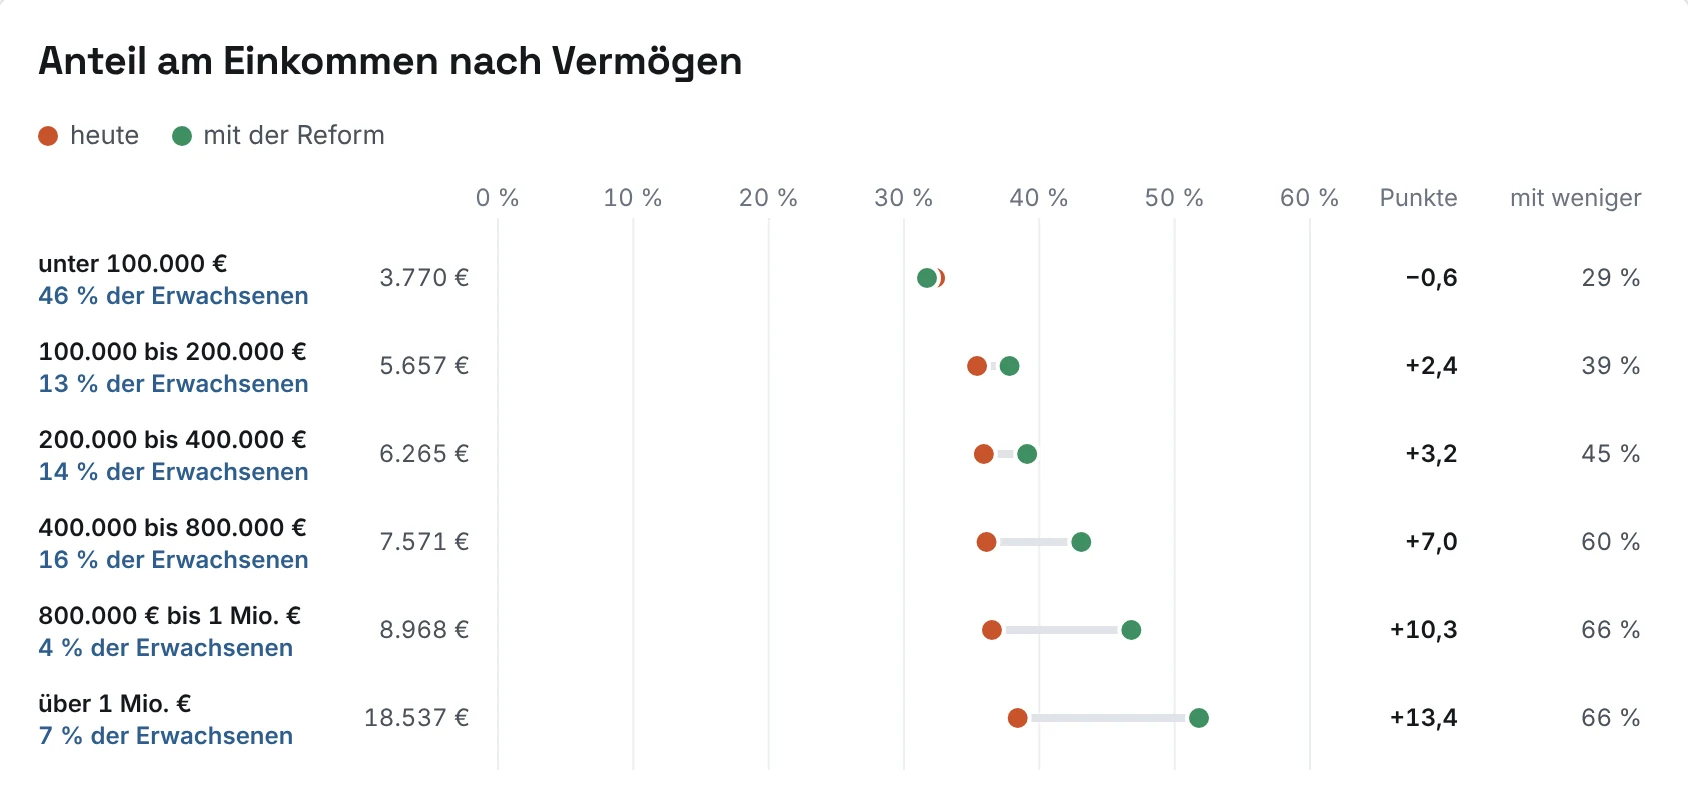 Anteil am Einkommen nach Vermögen
heute mit der Reform
0 % 10 % 20 % 30 % 40 % 50 % 60 % Punkte mit weniger
unter 100.000 €
46 % der Erwachsenen
3.770 € −0,6 29 %
100.000 bis 200.000 €
13 % der Erwachsenen
5.657 € +2,4 39 %
200.000 bis 400.000 €
14 % der Erwachsenen
6.265 € +3,2 45 %
400.000 bis 800.000 €
16 % der Erwachsenen
7.571 € +7,0 60 %
800.000 € bis 1 Mio. €
4 % der Erwachsenen
8.968 € +10,3 66 %
über 1 Mio. €
7 % der Erwachsenen
18.537 € +13,4 66 %